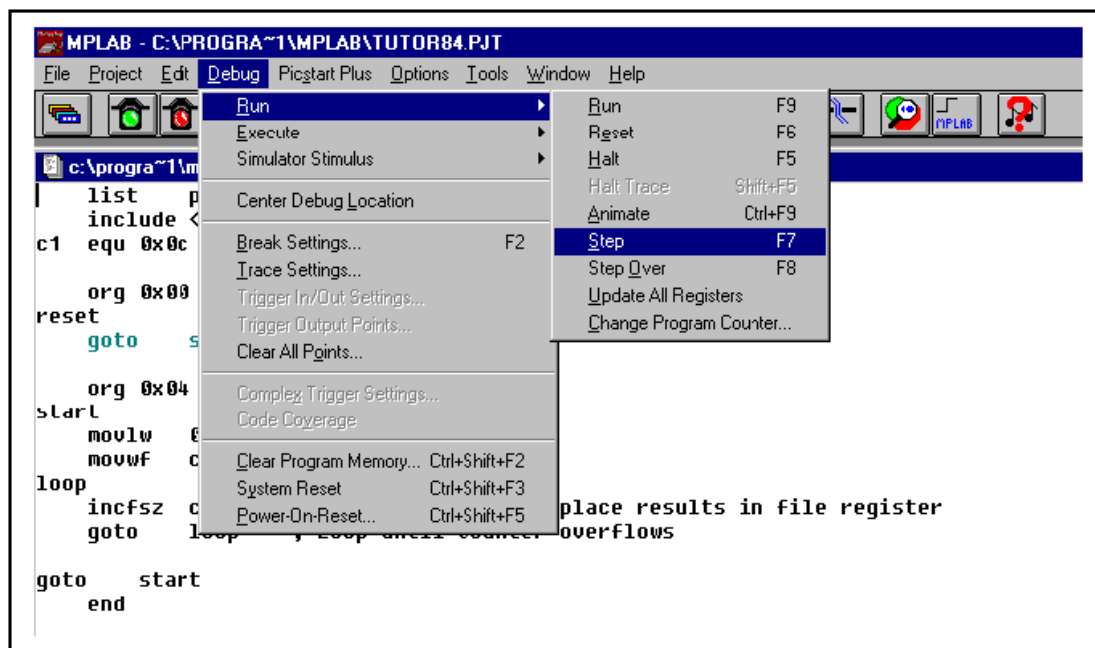 MPLAB - C:\PROGRA~1\MPLAB\TUTOR84.PJT
File Project Edit Debug Picstart Plus Options Tools Window Help
MPLAB
Run
Execute
Simulator Stimulus
Center Debug Location
Break Settings... F2
Trace Settings...
Trigger In/Out Settings...
Trigger Output Points...
Clear All Points...
Complex Trigger Settings...
Code Coverage
Clear Program Memory... Ctrl+Shift+F2
System Reset Ctrl+Shift+F3
Power-On-Reset... Ctrl+Shift+F5
Run F9
Reset F6
Halt F5
Halt Trace Shift+F5
Animate Ctrl+F9
Step F7
Step Over F8
Update All Registers
Change Program Counter...
c:\progra~1\m
list p
include <
c1 equ 0x0c
org 0x00
reset
goto s
org 0x04
start
movlw 0
movwf c
loop
incfsz c place results in file register
goto loop ; Loop until counter overflows
goto start
end